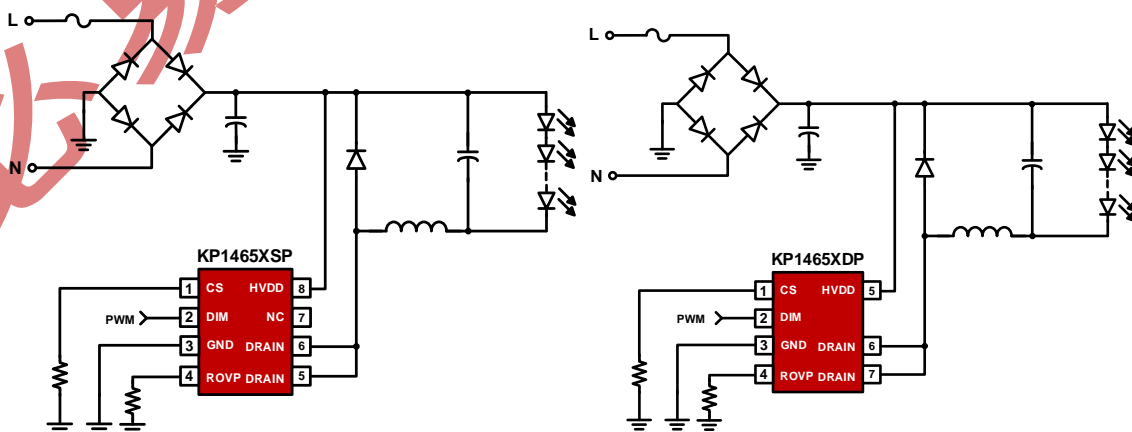 L
N
KP1465XSP
1 CS HVDD 8
PWM 2 DIM NC 7
3 GND DRAIN 6
4 ROVP DRAIN 5
L
N
KP1465XDP
1 CS HVDD 5
PWM 2 DIM
3 GND DRAIN 6
4 ROVP DRAIN 7